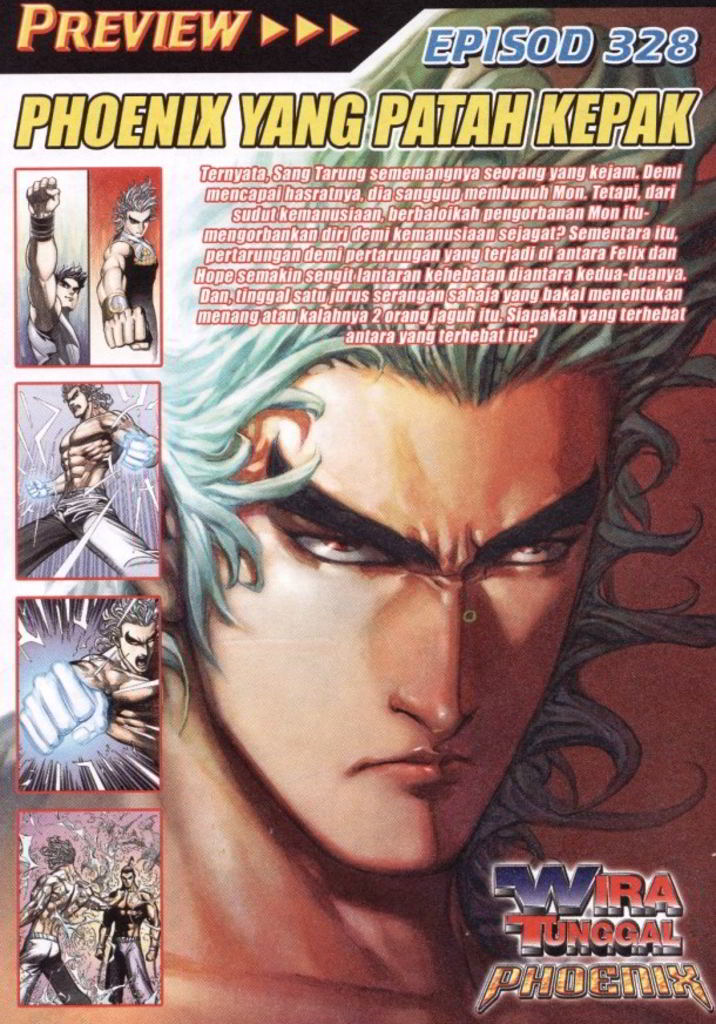 PREVIEW
EPISOD 328
PHOENIX YANG PATAH KEPAK
Ternyata, Sang Tarung sememangnya seorang yang kejam. Demi
mencapai hasratnya, dia sanggup membunuh Mon. Tetapi, dari
sudut kemanusiaan, berbaloikah pengorbanan Mon itu-
mengorbankan diri demi kemanusiaan sejagat? Sementara itu,
pertarungan demi pertarungan yang terjadi di antara Felix dan
Hope semakin sengit lantaran kehebatan diantara kedua-duanya.
Dan, tinggal satu jurus serangan sahaja yang bakal menentukan
menang atau kalahnya 2 orang jaguh itu. Siapakah yang terhebat
antara yang terhebat itu?
WIRA
TUNGGAL
PHOENIX